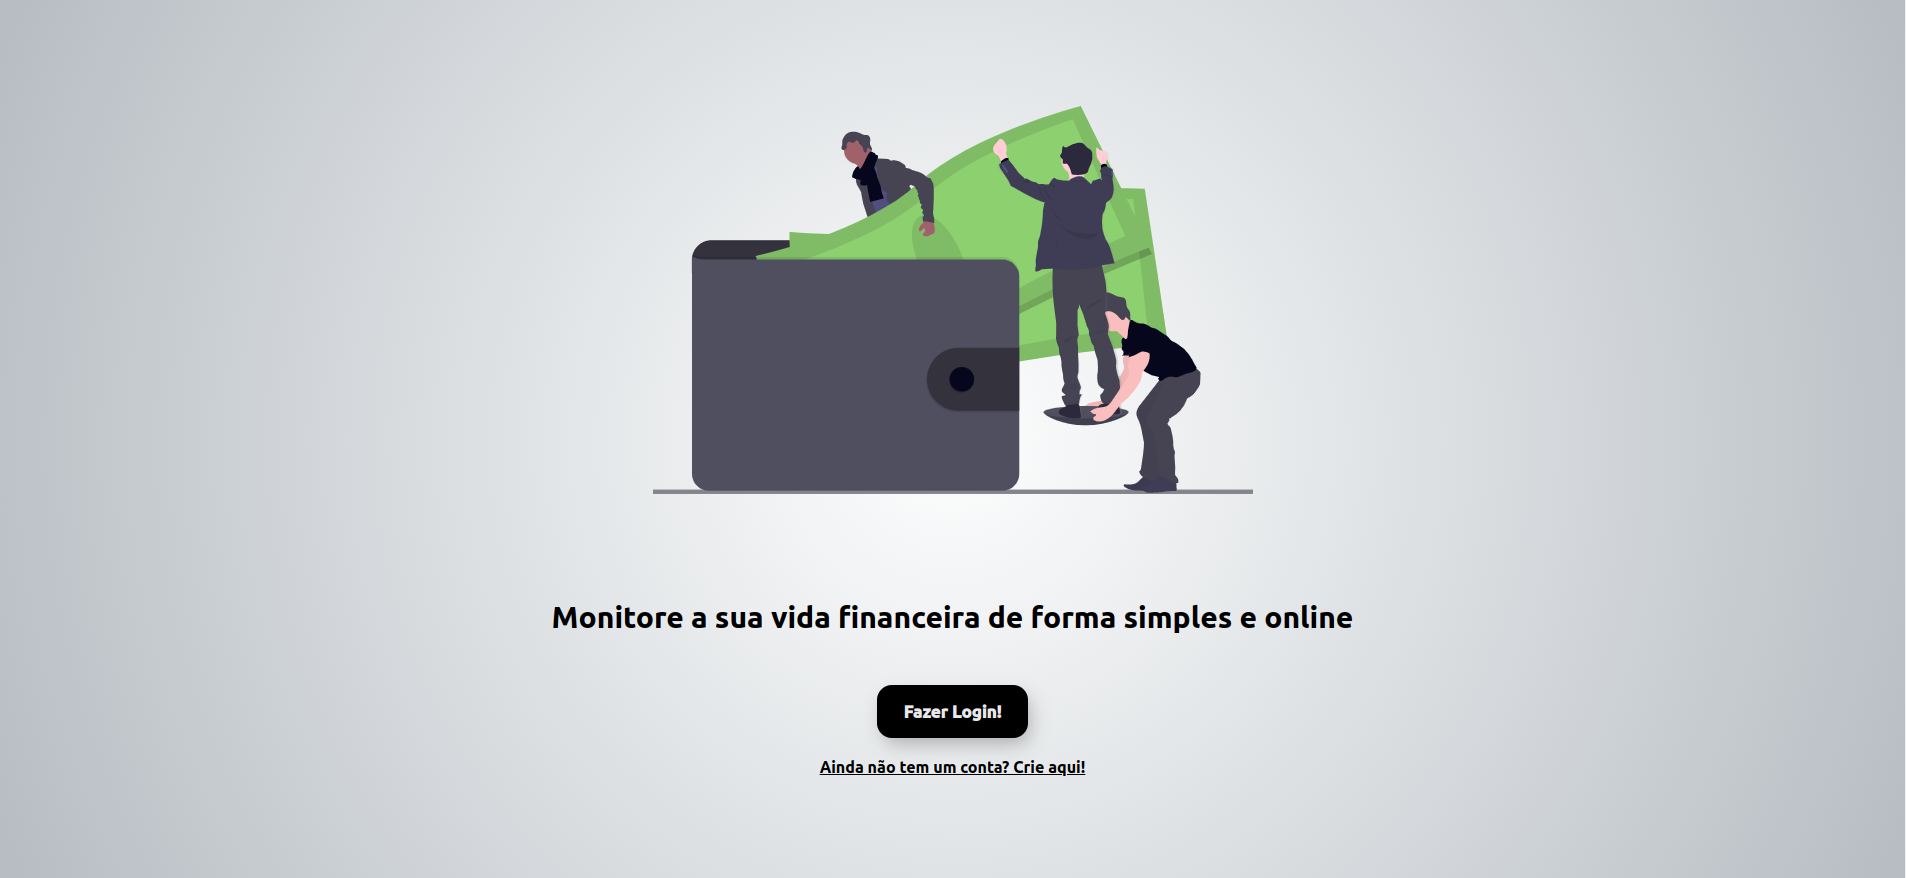 Monitore a sua vida financeira de forma simples e online
Fazer Login!
Ainda não tem um conta? Crie aqui!